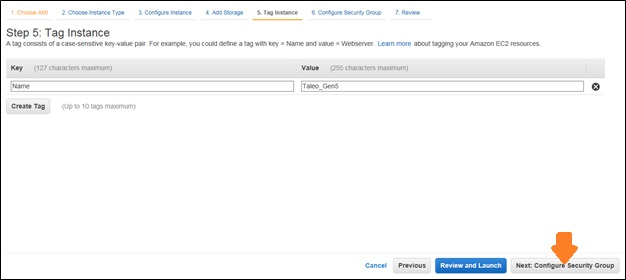 1. Choose AMI 2. Choose Instance Type 3. Configure Instance 4. Add Storage 5. Tag Instance 6. Configure Security Group 7. Review
Step 5: Tag Instance
A tag consists of a case-sensitive key-value pair. For example, you could define a tag with key = Name and value = Webserver. Learn more about tagging your Amazon EC2 resources.
Key (127 characters maximum) Value (255 characters maximum)
Name Taleo_Gen5
Create Tag (Up to 10 tags maximum)
Cancel Previous Review and Launch Next: Configure Security Group